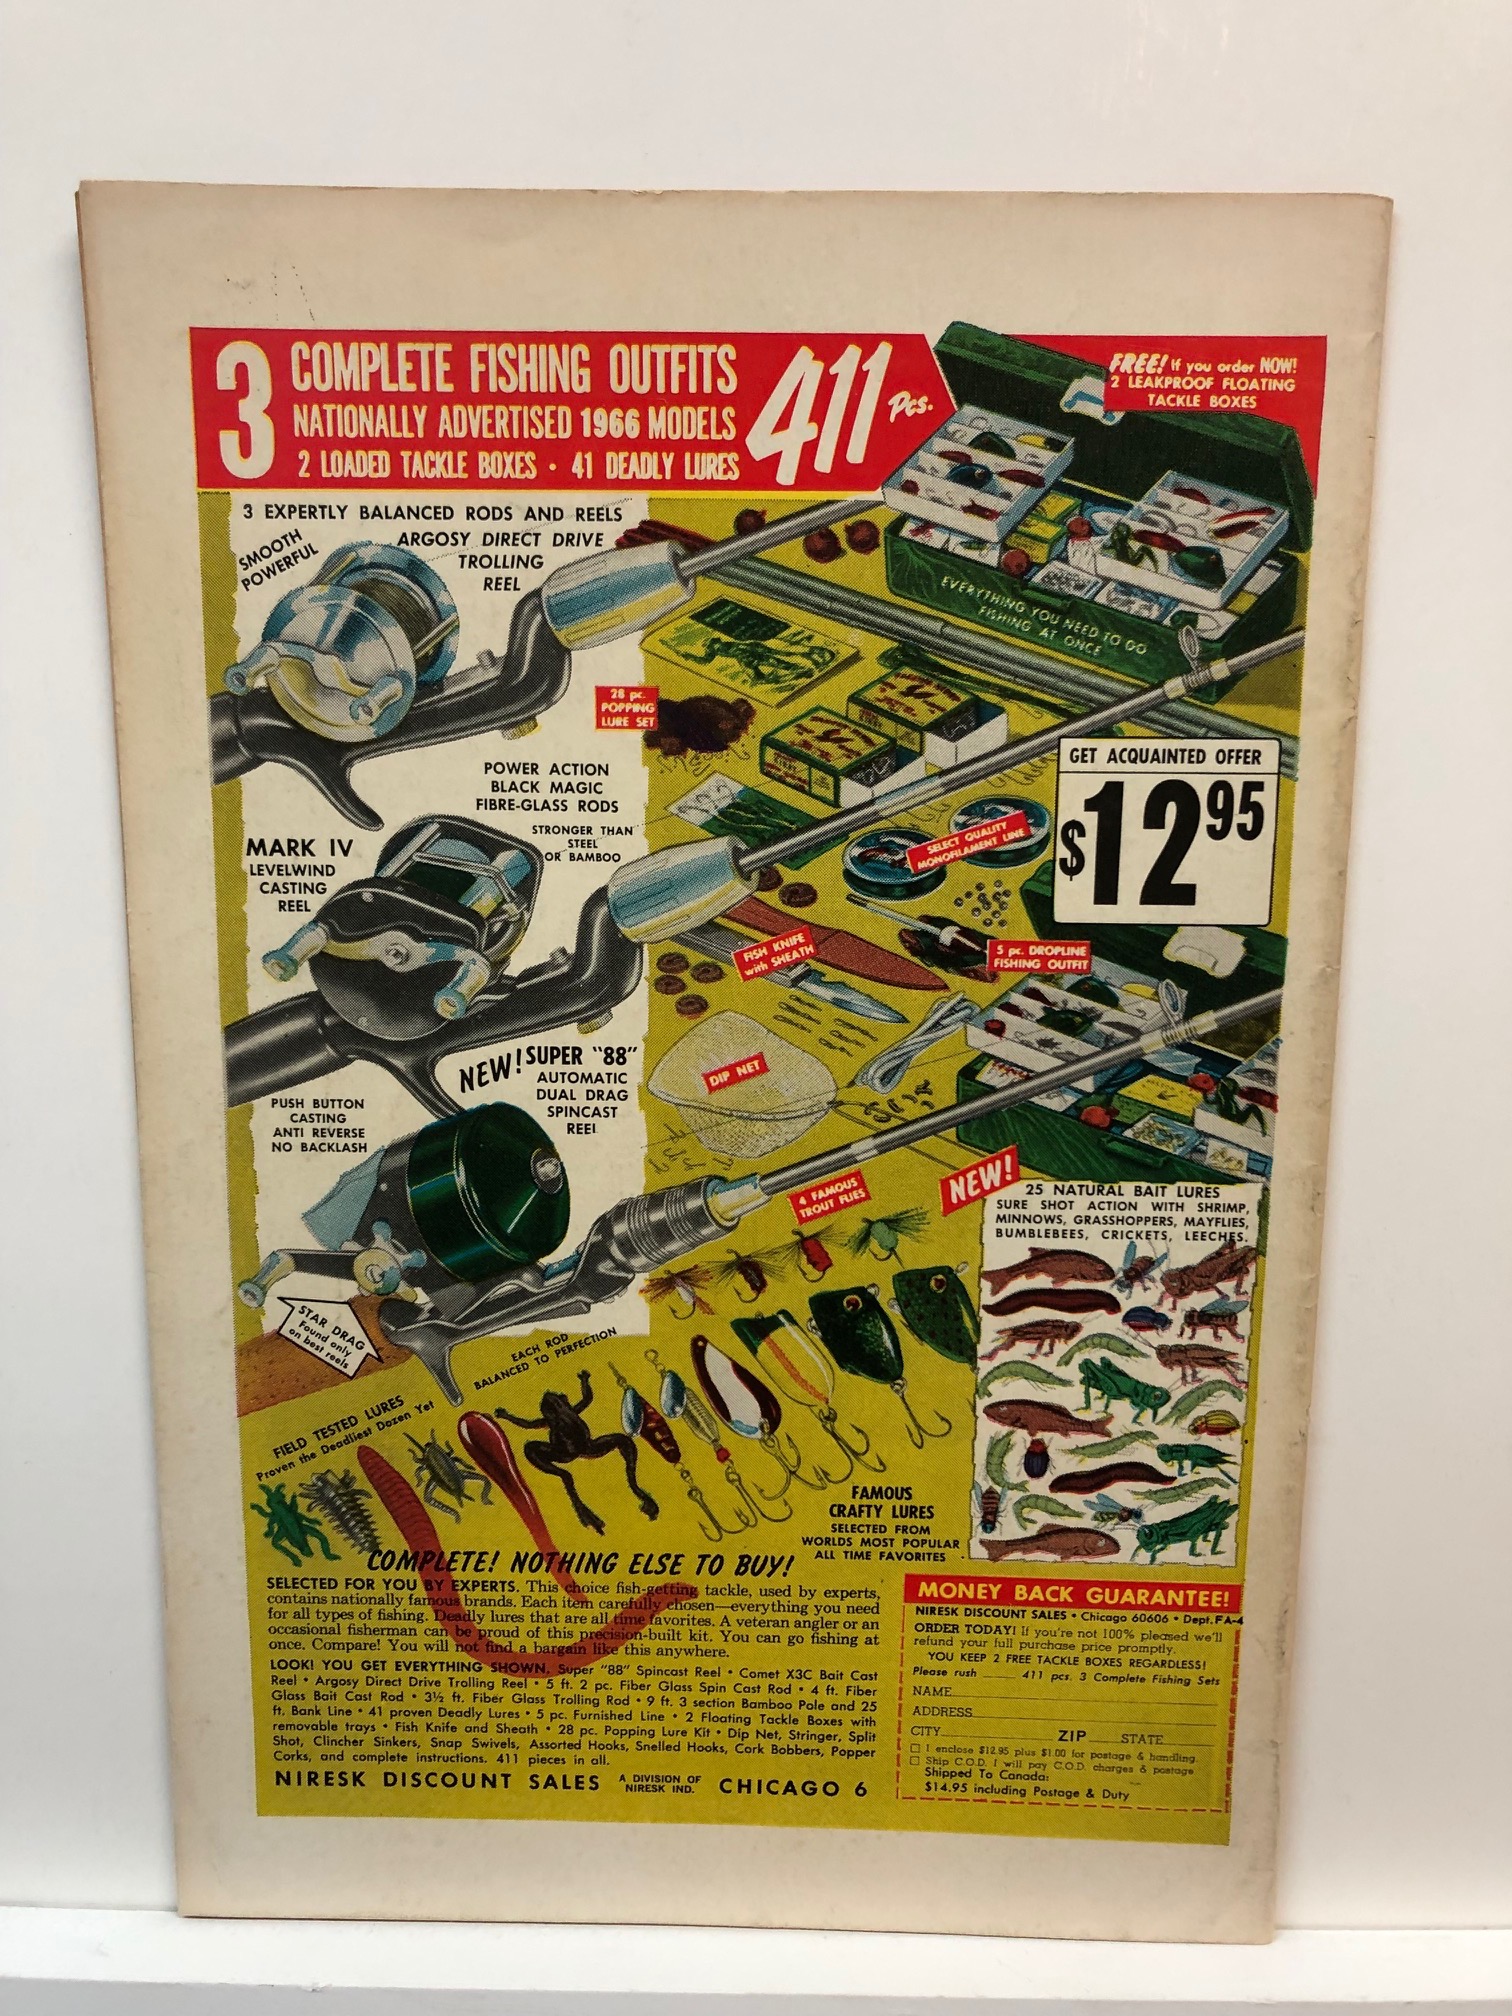 3 COMPLETE FISHING OUTFITS
NATIONALLY ADVERTISED 1966 MODELS
2 LOADED TACKLE BOXES • 41 DEADLY LURES
411 Pcs.
FREE! If you order NOW!
2 LEAKPROOF FLOATING
TACKLE BOXES
3 EXPERTLY BALANCED RODS AND REELS
SMOOTH
POWERFUL
ARGOSY DIRECT DRIVE
TROLLING
REEL
EVERYTHING YOU NEED TO GO
FISHING AT ONCE
28 pc.
POPPING
LURE SET
GET ACQUAINTED OFFER
$12.95
POWER ACTION
BLACK MAGIC
FIBRE-GLASS RODS
STRONGER THAN
STEEL
OR BAMBOO
MARK IV
LEVELWIND
CASTING
REEL
SELECT QUALITY
MONOFILAMENT LINE
FISH KNIFE
with SHEATH
5 pc. DROPLINE
FISHING OUTFIT
DIP NET
NEW! SUPER "88"
AUTOMATIC
DUAL DRAG
SPINCAST
REEL
PUSH BUTTON
CASTING
ANTI REVERSE
NO BACKLASH
4 FAMOUS
TROUT FLIES
NEW!
25 NATURAL BAIT LURES
SURE SHOT ACTION WITH SHRIMP,
MINNOWS, GRASSHOPPERS, MAYFLIES,
BUMBLEBEES, CRICKETS, LEECHES.
STAR DRAG
Found only
on best reels
EACH ROD
BALANCED TO PERFECTION
FIELD TESTED LURES
Proven the Deadliest Dozen Yet
FAMOUS
CRAFTY LURES
SELECTED FROM
WORLDS MOST POPULAR
ALL TIME FAVORITES
COMPLETE! NOTHING ELSE TO BUY!
SELECTED FOR YOU BY EXPERTS. This choice fish-getting tackle, used by experts,
contains nationally famous brands. Each item carefully chosen—everything you need
for all types of fishing. Deadly lures that are all time favorites. A veteran angler or an
occasional fisherman can be proud of this precision-built kit. You can go fishing at
once. Compare! You will not find a bargain like this anywhere.
LOOK! YOU GET EVERYTHING SHOWN. Super "88" Spincast Reel • Comet X3C Bait Cast
Reel • Argosy Direct Drive Trolling Reel • 5 ft. 2 pc. Fiber Glass Spin Cast Rod • 4 ft. Fiber
Glass Bait Cast Rod • 3½ ft. Fiber Glass Trolling Rod • 9 ft. 3 section Bamboo Pole and 25
ft. Bank Line • 41 proven Deadly Lures • 5 pc. Furnished Line • 2 Floating Tackle Boxes with
removable trays • Fish Knife and Sheath • 28 pc. Popping Lure Kit • Dip Net, Stringer, Split
Shot, Clincher Sinkers, Snap Swivels, Assorted Hooks, Snelled Hooks, Cork Bobbers, Popper
Corks, and complete instructions. 411 pieces in all.
NIRESK DISCOUNT SALES A DIVISION OF NIRESK IND. CHICAGO 6
MONEY BACK GUARANTEE!
NIRESK DISCOUNT SALES • Chicago 60606 • Dept. FA-4
ORDER TODAY! If you're not 100% pleased we'll
refund your full purchase price promptly.
YOU KEEP 2 FREE TACKLE BOXES REGARDLESS!
Please rush ____ 411 pcs. 3 Complete Fishing Sets
NAME
ADDRESS
CITY ZIP STATE
☐ I enclose $12.95 plus $1.00 for postage & handling.
☐ Ship C.O.D. I will pay C.O.D. charges & postage
Shipped To Canada:
$14.95 including Postage & Duty